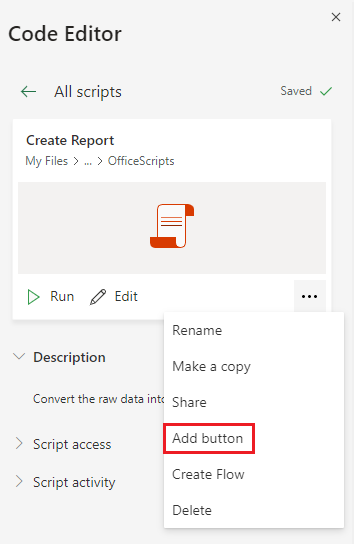 Code Editor
All scripts
Saved
Create Report
My Files > ... > OfficeScripts
Run
Edit
...
Rename
Make a copy
Share
Add button
Create Flow
Delete
Description
Convert the raw data into
Script access
Script activity